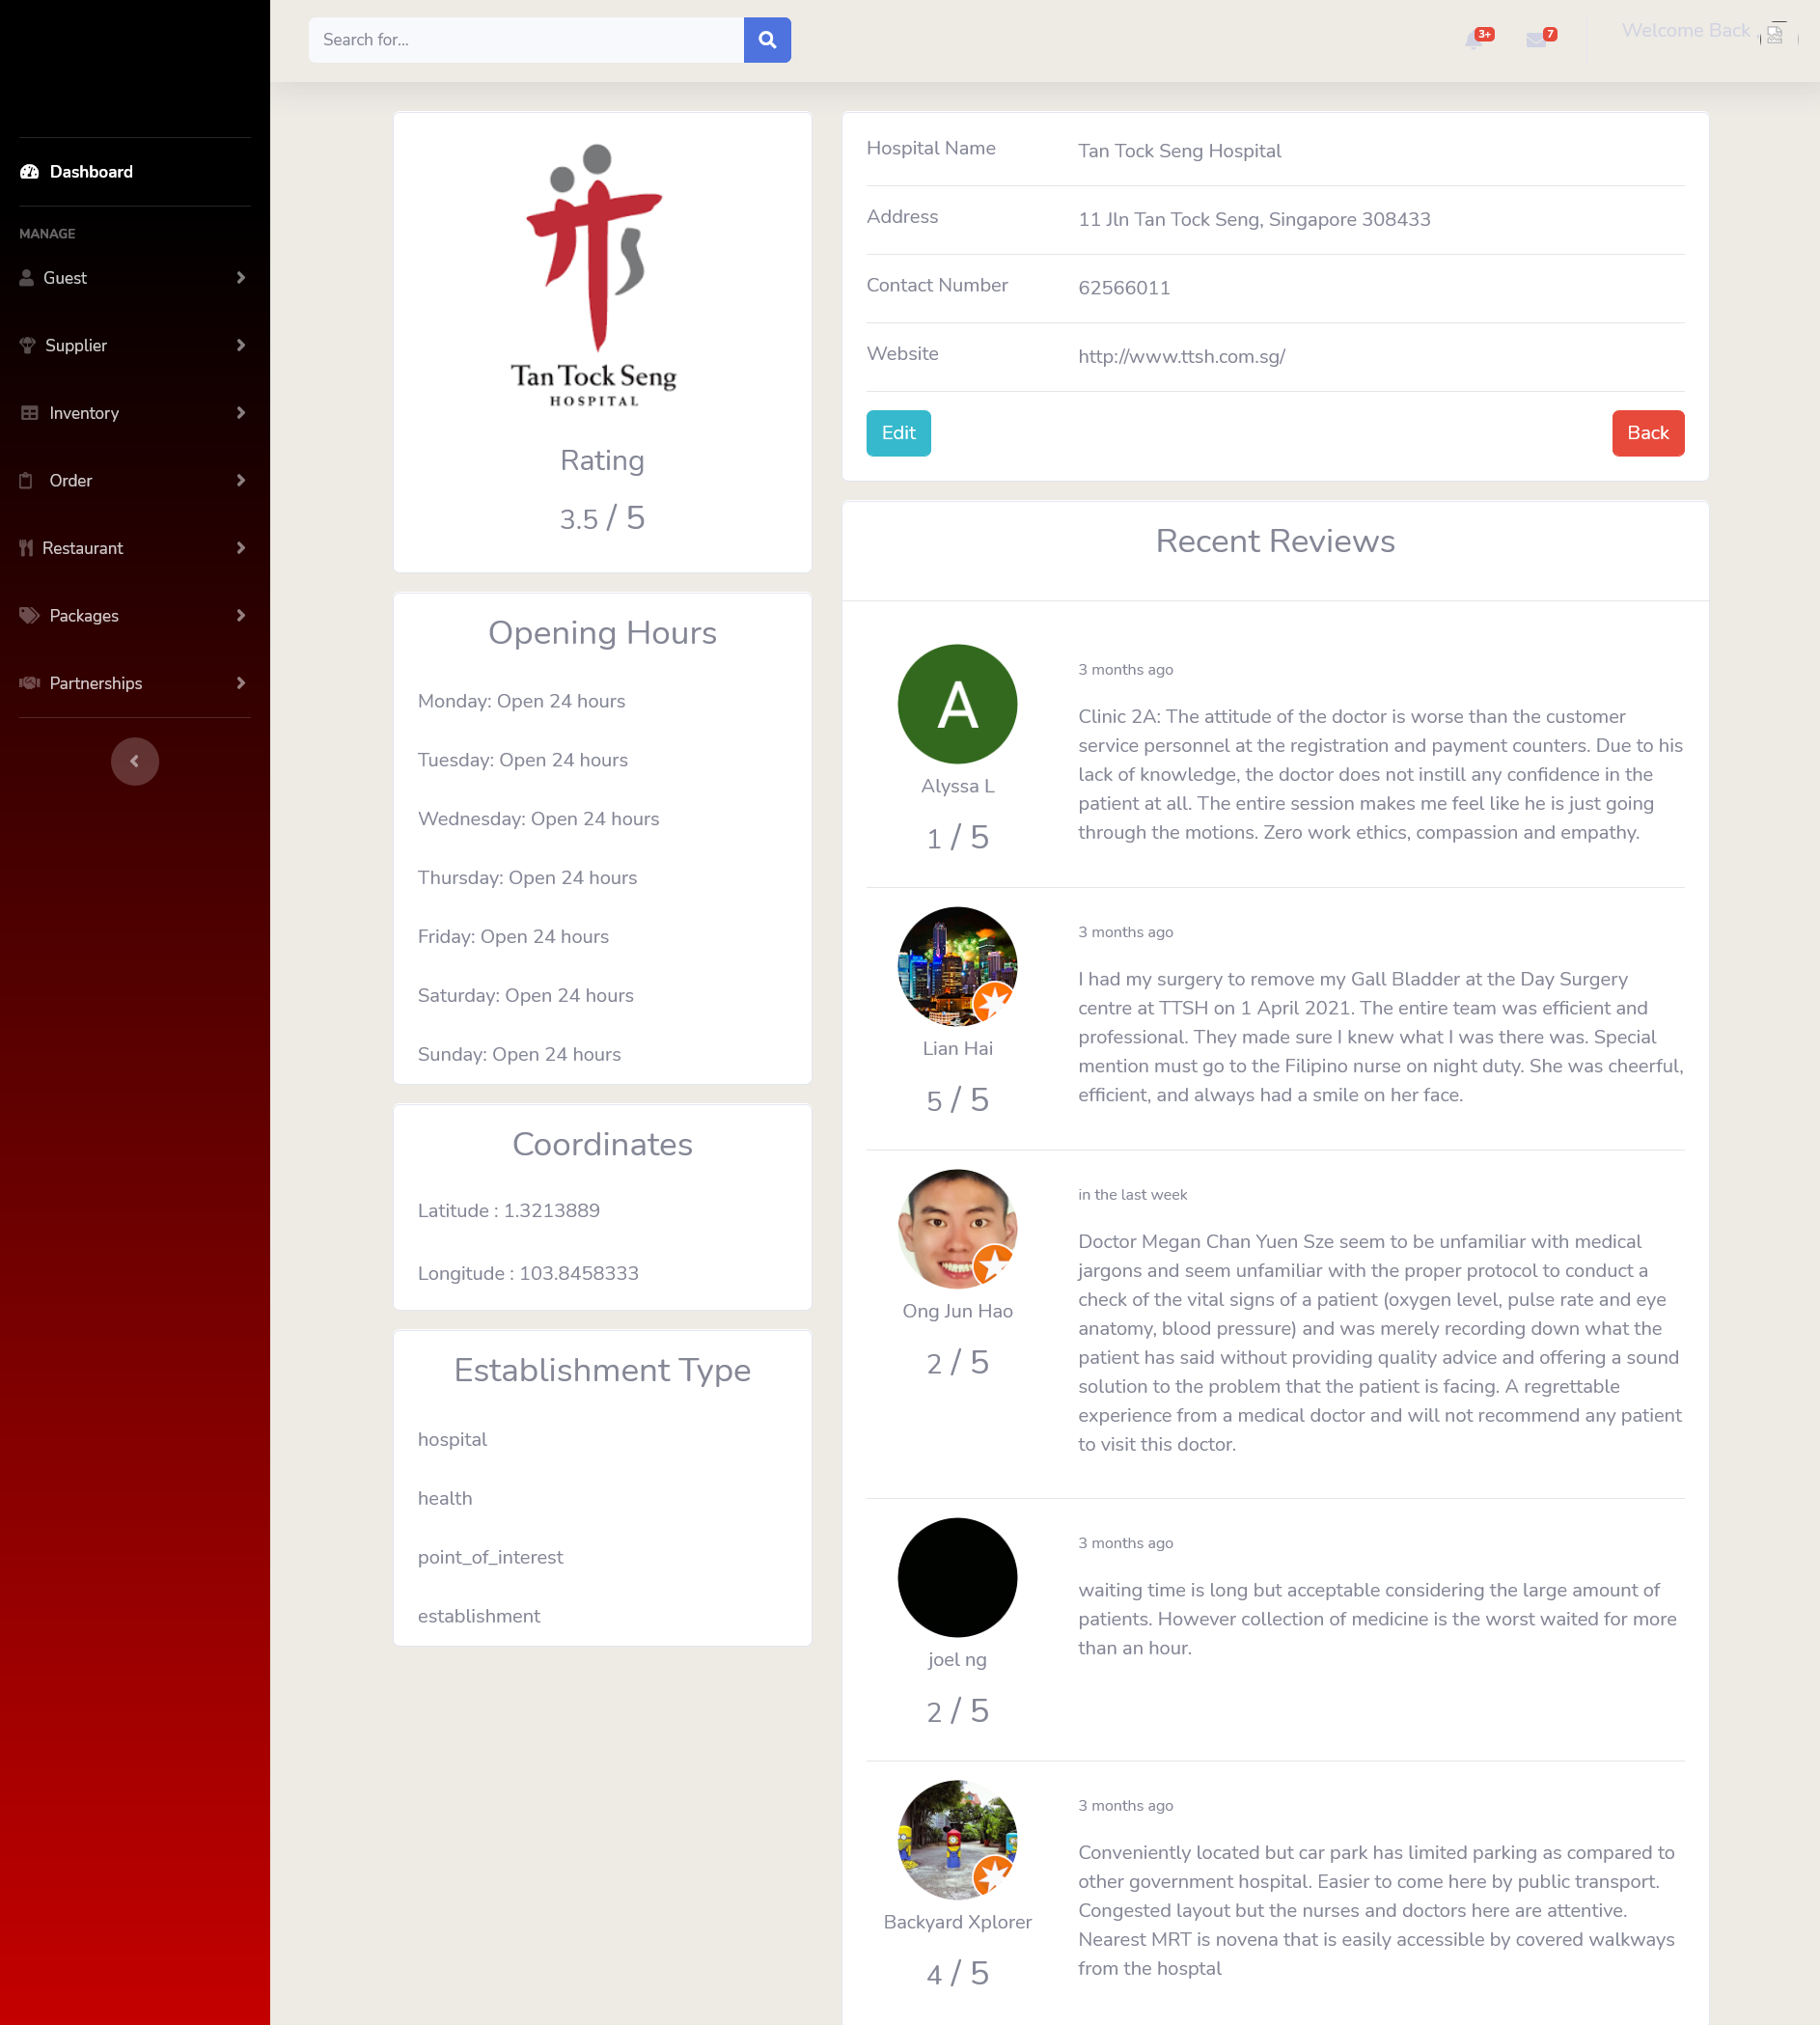 Search for...
3+
7
Welcome Back
Dashboard
MANAGE
Guest
Supplier
Inventory
Order
Restaurant
Packages
Partnerships
Tan Tock Seng
HOSPITAL
Rating
3.5 / 5
Opening Hours
Monday: Open 24 hours
Tuesday: Open 24 hours
Wednesday: Open 24 hours
Thursday: Open 24 hours
Friday: Open 24 hours
Saturday: Open 24 hours
Sunday: Open 24 hours
Coordinates
Latitude : 1.3213889
Longitude : 103.8458333
Establishment Type
hospital
health
point_of_interest
establishment
Hospital Name
Tan Tock Seng Hospital
Address
11 Jln Tan Tock Seng, Singapore 308433
Contact Number
62566011
Website
http://www.ttsh.com.sg/
Edit
Back
Recent Reviews
A
Alyssa L
1 / 5
3 months ago
Clinic 2A: The attitude of the doctor is worse than the customer
service personnel at the registration and payment counters. Due to his
lack of knowledge, the doctor does not instill any confidence in the
patient at all. The entire session makes me feel like he is just going
through the motions. Zero work ethics, compassion and empathy.
Lian Hai
5 / 5
3 months ago
I had my surgery to remove my Gall Bladder at the Day Surgery
centre at TTSH on 1 April 2021. The entire team was efficient and
professional. They made sure I knew what I was there was. Special
mention must go to the Filipino nurse on night duty. She was cheerful,
efficient, and always had a smile on her face.
Ong Jun Hao
2 / 5
in the last week
Doctor Megan Chan Yuen Sze seem to be unfamiliar with medical
jargons and seem unfamiliar with the proper protocol to conduct a
check of the vital signs of a patient (oxygen level, pulse rate and eye
anatomy, blood pressure) and was merely recording down what the
patient has said without providing quality advice and offering a sound
solution to the problem that the patient is facing. A regrettable
experience from a medical doctor and will not recommend any patient
to visit this doctor.
joel ng
2 / 5
3 months ago
waiting time is long but acceptable considering the large amount of
patients. However collection of medicine is the worst waited for more
than an hour.
Backyard Xplorer
4 / 5
3 months ago
Conveniently located but car park has limited parking as compared to
other government hospital. Easier to come here by public transport.
Congested layout but the nurses and doctors here are attentive.
Nearest MRT is novena that is easily accessible by covered walkways
from the hosptal